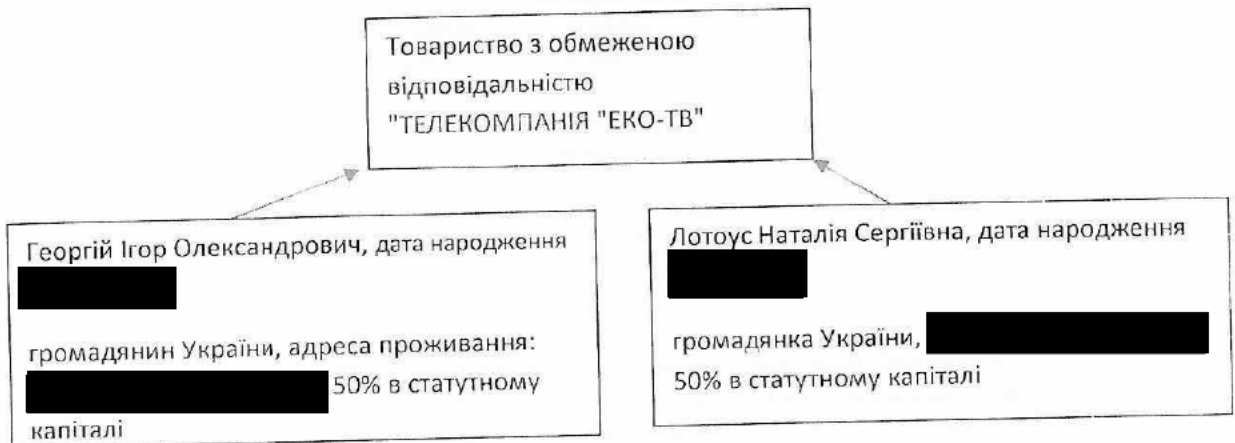 Товариство з обмеженою
відповідальністю
"ТЕЛЕКОМПАНІЯ "ЕКО-ТВ"
Георгій Ігор Олександрович, дата народження
громадянин України, адреса проживання:
50% в статутному
капіталі
Лотоус Наталія Сергіївна, дата народження
громадянка України,
50% в статутному капіталі